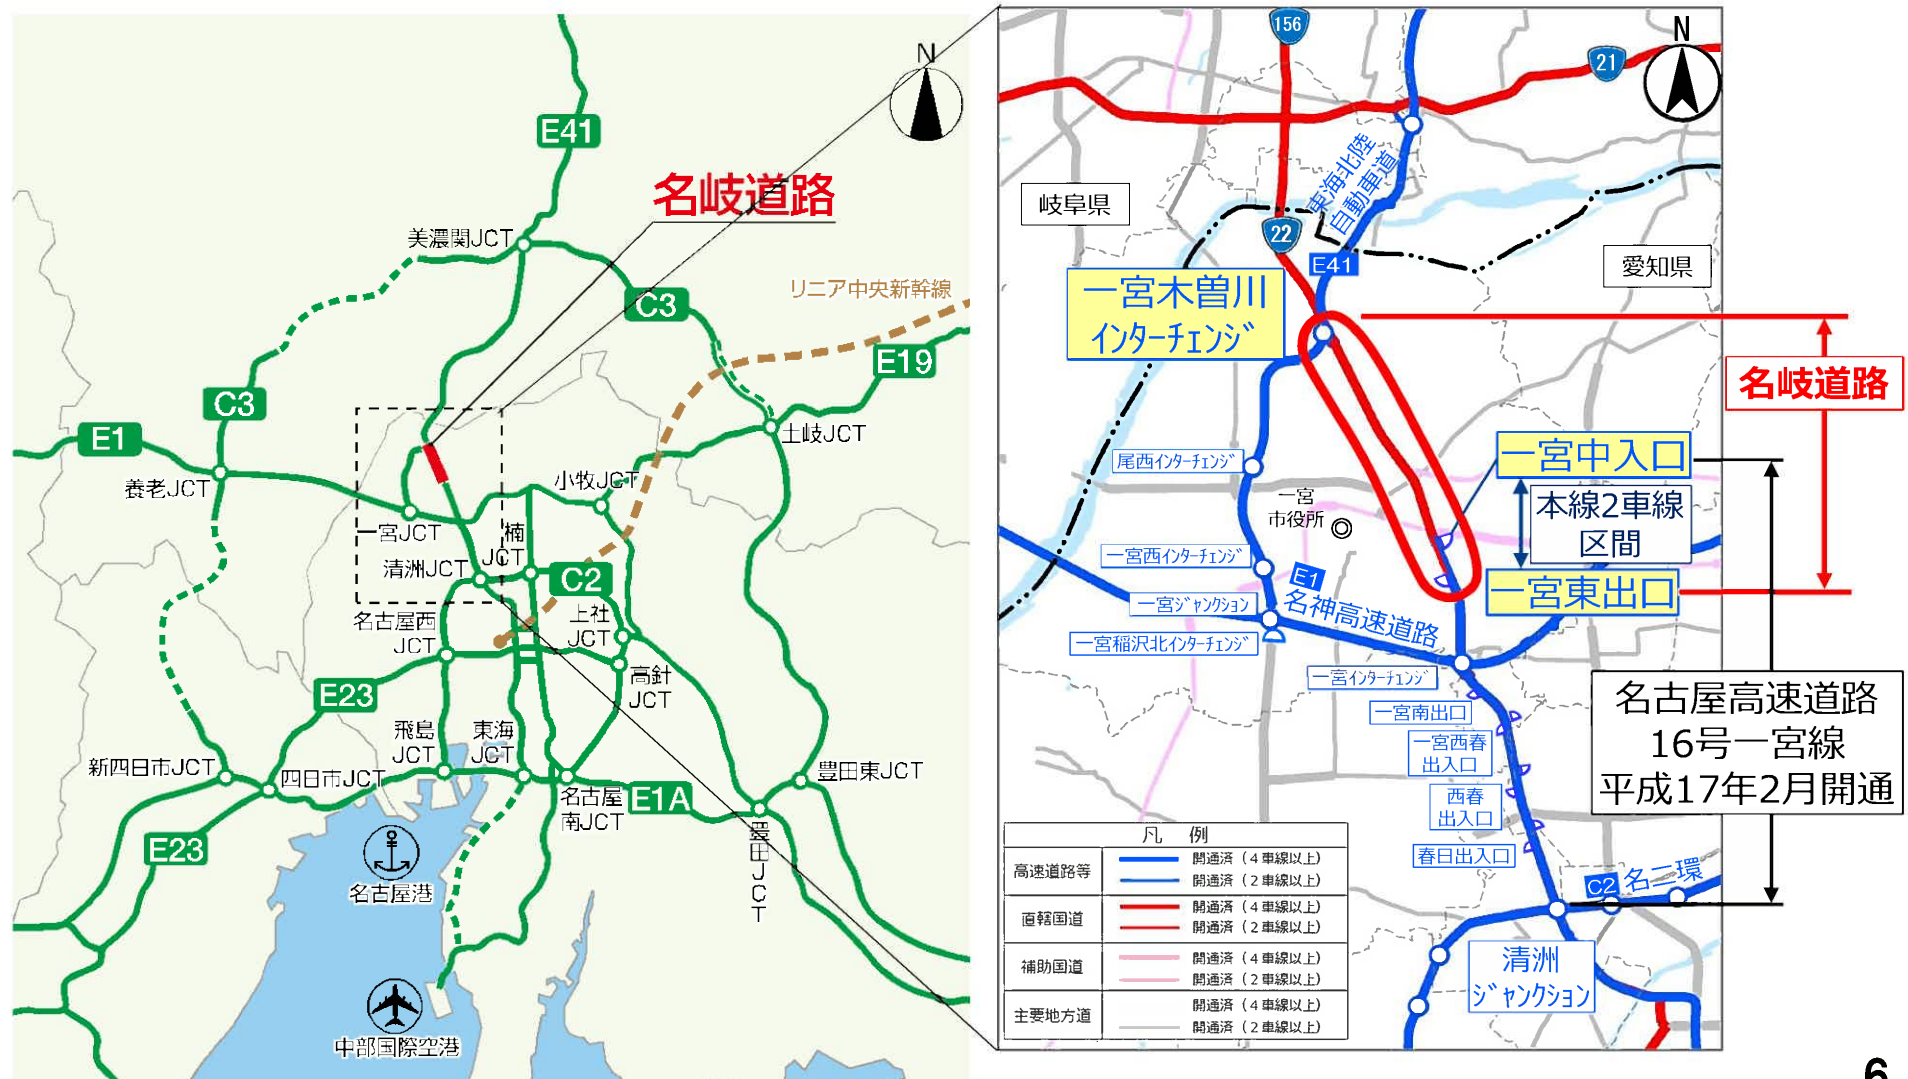 N
E41
名岐道路
美濃関JCT
リニア中央新幹線
C3
E19
C3
E1
土岐JCT
養老JCT
小牧JCT
一宮JCT
楠
JCT
清洲JCT
C2
名古屋西
JCT
上社
JCT
高針
JCT
E23
飛島
JCT
東海
JCT
新四日市JCT
四日市JCT
名古屋
南JCT
E1A
豊田東JCT
豊田JCT
E23
名古屋港
中部国際空港
156
21
N
東海北陸
自動車道
岐阜県
22
E41
愛知県
一宮木曽川
インターチェンジ
名岐道路
尾西インターチェンジ
一宮中入口
一宮
市役所
本線2車線
区間
一宮西インターチェンジ
E1
名神高速道路
一宮東出口
一宮ジャンクション
一宮稲沢北インターチェンジ
一宮インターチェンジ
一宮南出口
一宮西春
出入口
西春
出入口
春日出入口
名古屋高速道路
16号一宮線
平成17年2月開通
C2 名二環
清洲
ジャンクション
凡 例
高速道路等
開通済（４車線以上）
開通済（２車線以上）
直轄国道
開通済（４車線以上）
開通済（２車線以上）
補助国道
開通済（４車線以上）
開通済（２車線以上）
主要地方道
開通済（４車線以上）
開通済（２車線以上）
6